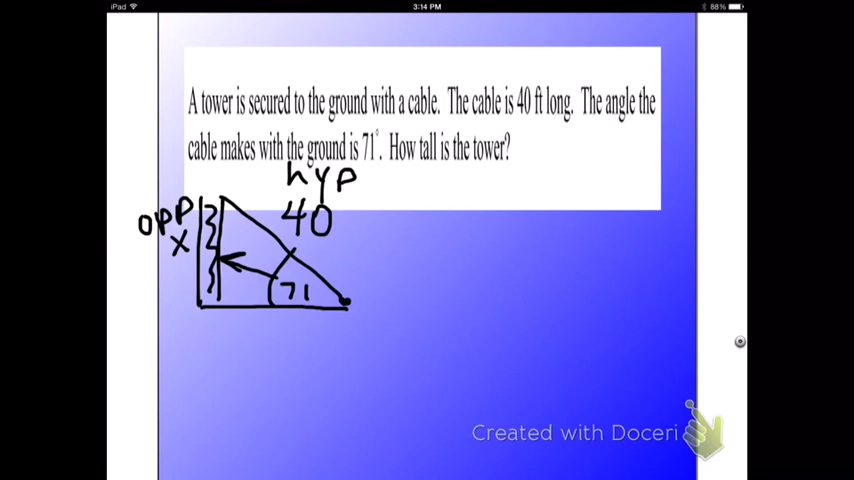 iPad
3:14 PM
88%
A tower is secured to the ground with a cable. The cable is 40 ft long. The angle the
cable makes with the ground is 71°. How tall is the tower?
hyp
opp
40
x
71
Created with Doceri